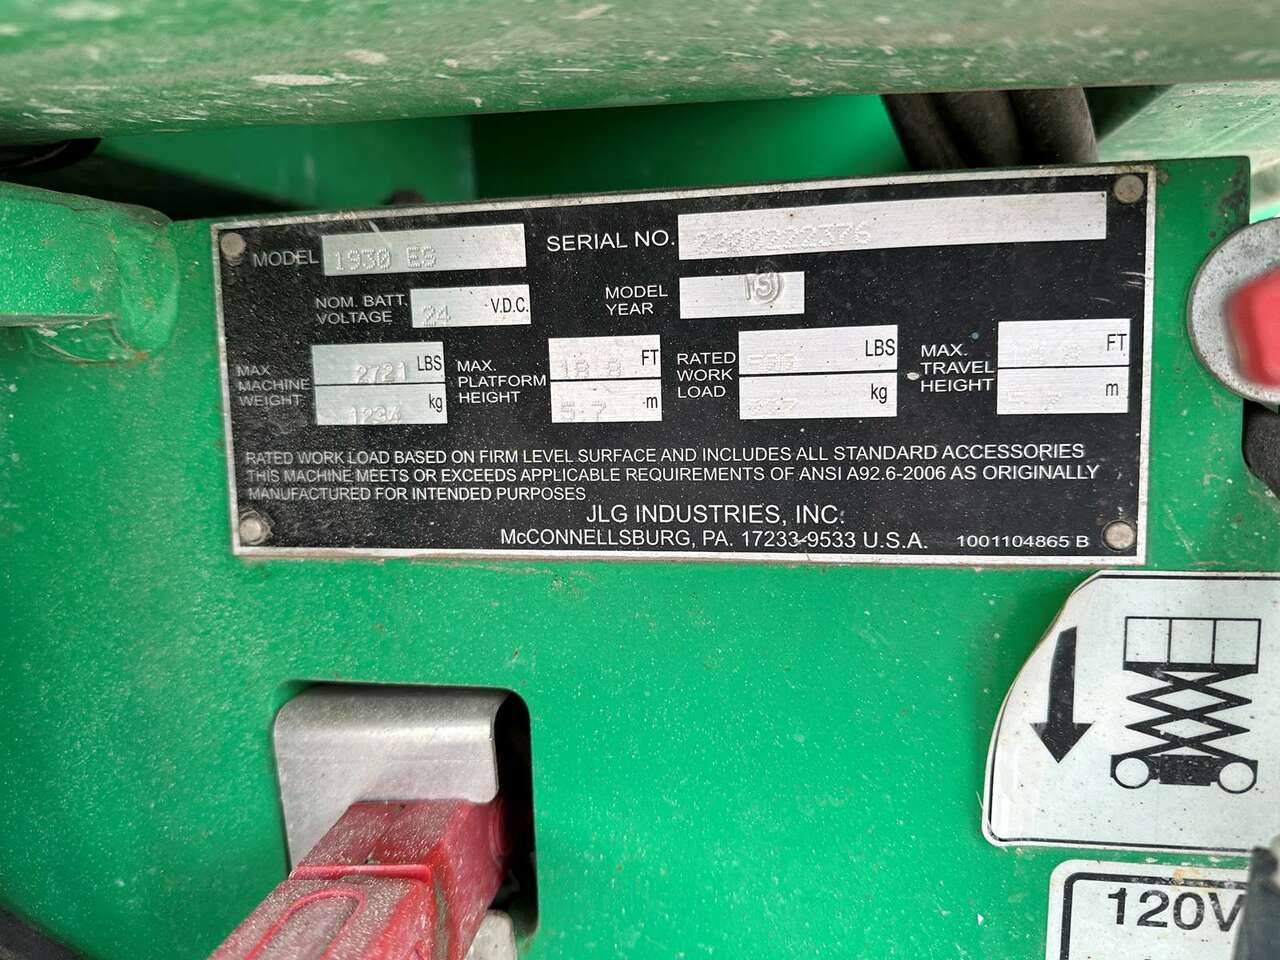 MODEL 1930 ES SERIAL NO.
NOM. BATT. VOLTAGE 24 V.D.C. MODEL YEAR
MAX. MACHINE WEIGHT 2721 LBS 1234 kg
MAX. PLATFORM HEIGHT 18.8 FT 5.7 m
RATED WORK LOAD LBS kg
MAX. TRAVEL HEIGHT FT m
RATED WORK LOAD BASED ON FIRM LEVEL SURFACE AND INCLUDES ALL STANDARD ACCESSORIES
THIS MACHINE MEETS OR EXCEEDS APPLICABLE REQUIREMENTS OF ANSI A92.6-2006 AS ORIGINALLY
MANUFACTURED FOR INTENDED PURPOSES
JLG INDUSTRIES, INC.
McCONNELLSBURG, PA. 17233-9533 U.S.A. 1001104865 B
120V